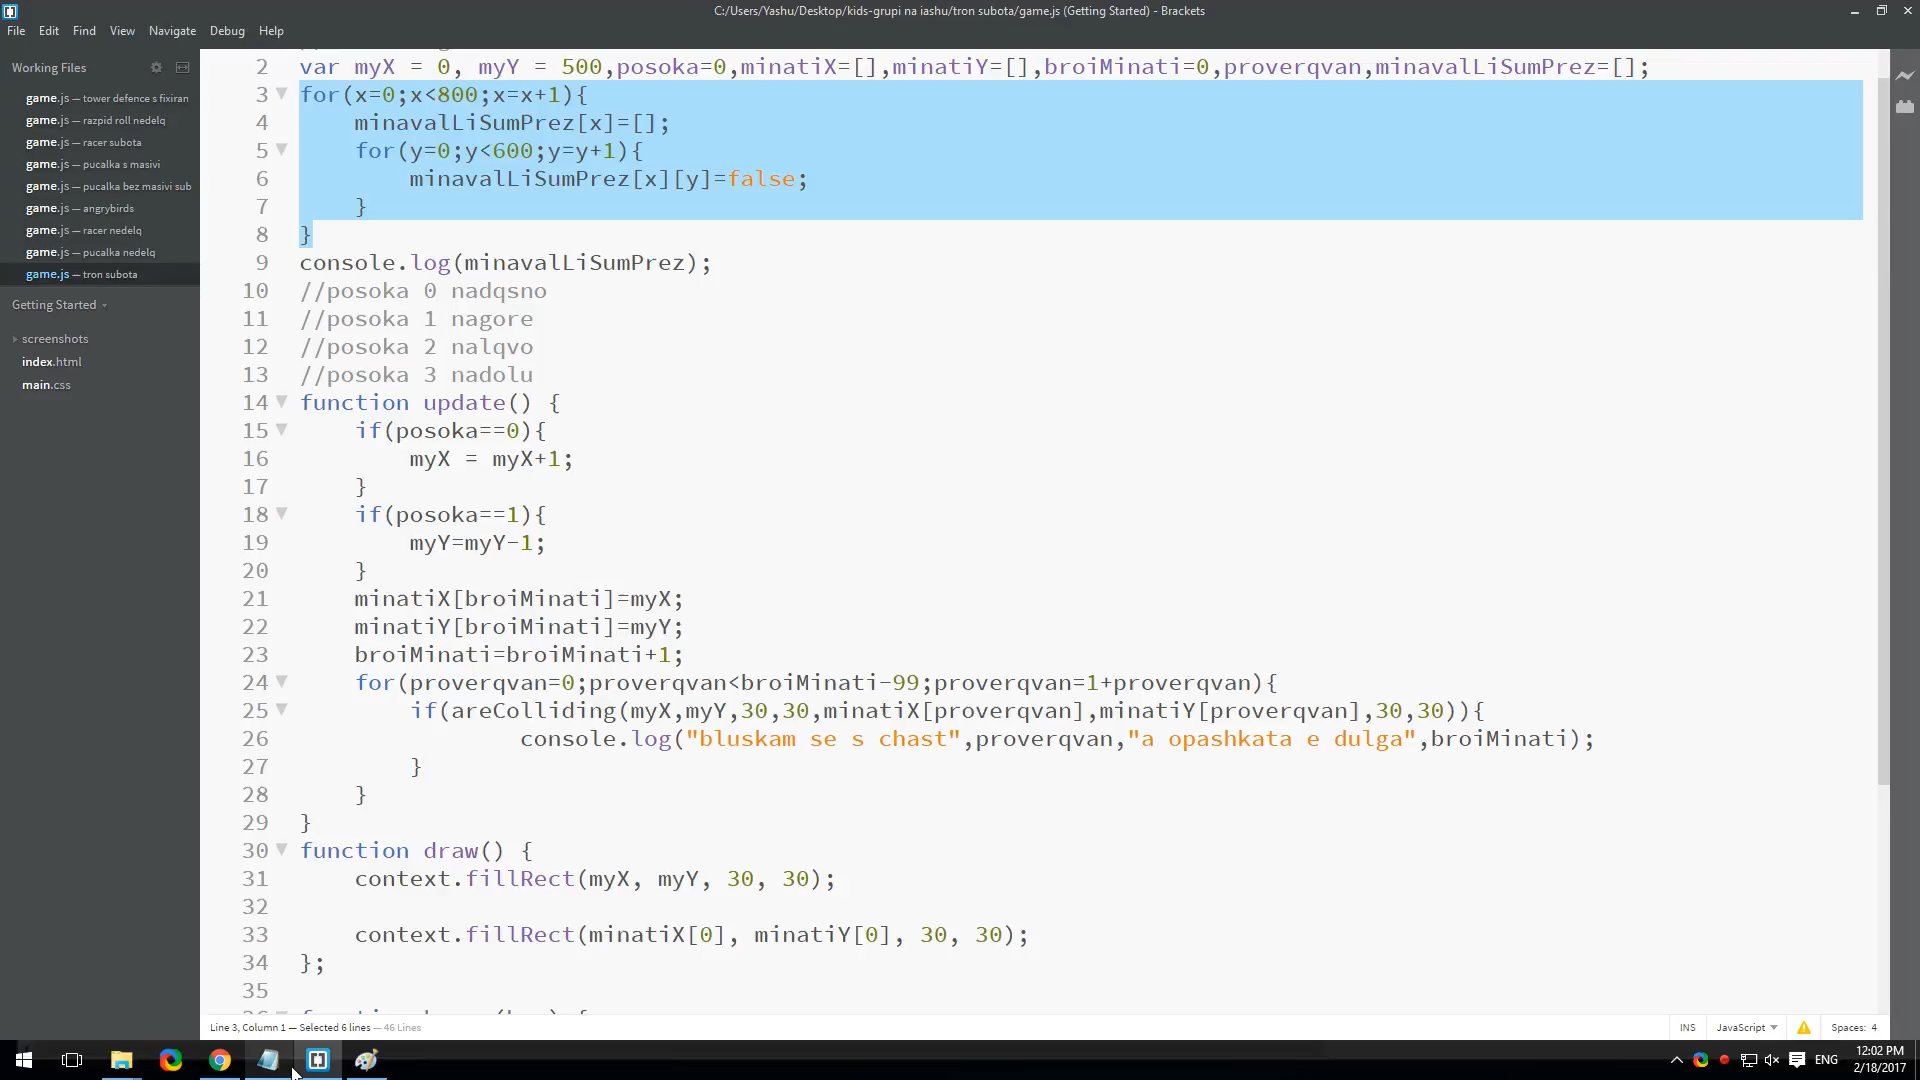 C:/Users/Yashu/Desktop/kids-grupi na iashu/tron subota/game.js (Getting Started) - Brackets
File Edit Find View Navigate Debug Help
Working Files
game.js — tower defence s fixiran
game.js — razpid roll nedelq
game.js — racer subota
game.js — pucalka s masivi
game.js — pucalka bez masivi sub
game.js — angrybirds
game.js — racer nedelq
game.js — pucalka nedelq
game.js — tron subota
Getting Started
screenshots
index.html
main.css
2 var myX = 0, myY = 500,posoka=0,minatiX=[],minatiY=[],broiMinati=0,proverqvan,minavalLiSumPrez=[];
3 for(x=0;x<800;x=x+1){
4 minavalLiSumPrez[x]=[];
5 for(y=0;y<600;y=y+1){
6 minavalLiSumPrez[x][y]=false;
7 }
8 }
9 console.log(minavalLiSumPrez);
10 //posoka 0 nadqsno
11 //posoka 1 nagore
12 //posoka 2 nalqvo
13 //posoka 3 nadolu
14 function update() {
15 if(posoka==0){
16 myX = myX+1;
17 }
18 if(posoka==1){
19 myY=myY-1;
20 }
21 minatiX[broiMinati]=myX;
22 minatiY[broiMinati]=myY;
23 broiMinati=broiMinati+1;
24 for(proverqvan=0;proverqvan<broiMinati-99;proverqvan=1+proverqvan){
25 if(areColliding(myX,myY,30,30,minatiX[proverqvan],minatiY[proverqvan],30,30)){
26 console.log("bluskam se s chast",proverqvan,"a opashkata e dulga",broiMinati);
27 }
28 }
29 }
30 function draw() {
31 context.fillRect(myX, myY, 30, 30);
32
33 context.fillRect(minatiX[0], minatiY[0], 30, 30);
34 };
35
Line 3, Column 1 — Selected 6 lines — 46 Lines
INS JavaScript Spaces: 4
ENG
12:02 PM
2/18/2017